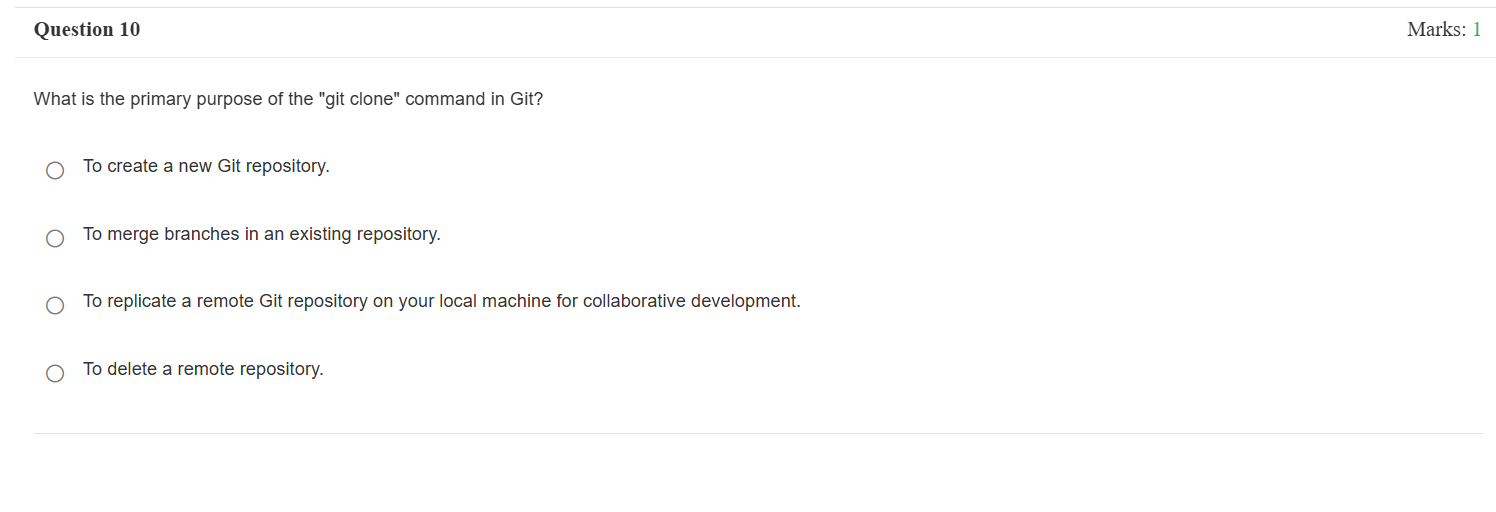 Question 10
Marks: 1
What is the primary purpose of the "git clone" command in Git?
To create a new Git repository.
To merge branches in an existing repository.
To replicate a remote Git repository on your local machine for collaborative development.
To delete a remote repository.